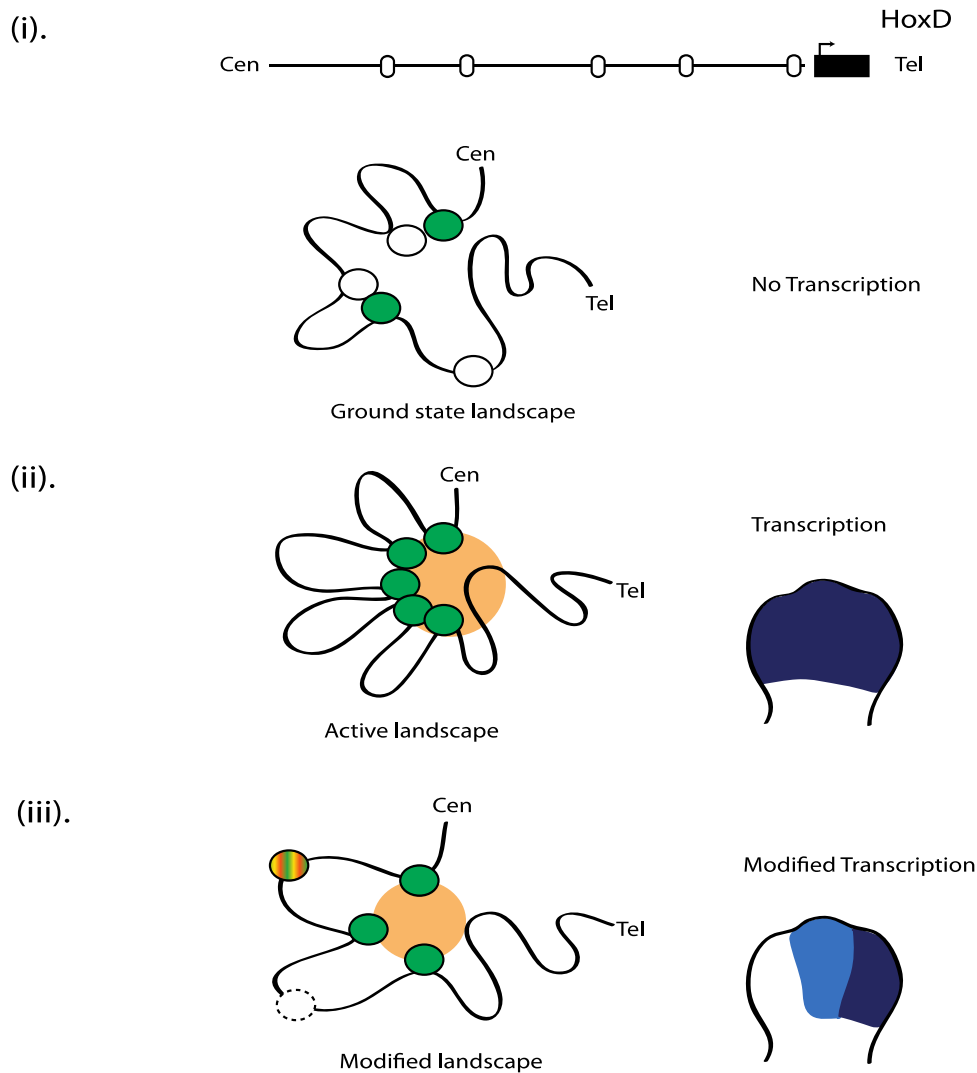 (i).
HoxD
Cen
Tel
Cen
Tel
No Transcription
Ground state landscape
(ii).
Cen
Transcription
Tel
Active landscape
(iii).
Cen
Modified Transcription
Tel
Modified landscape